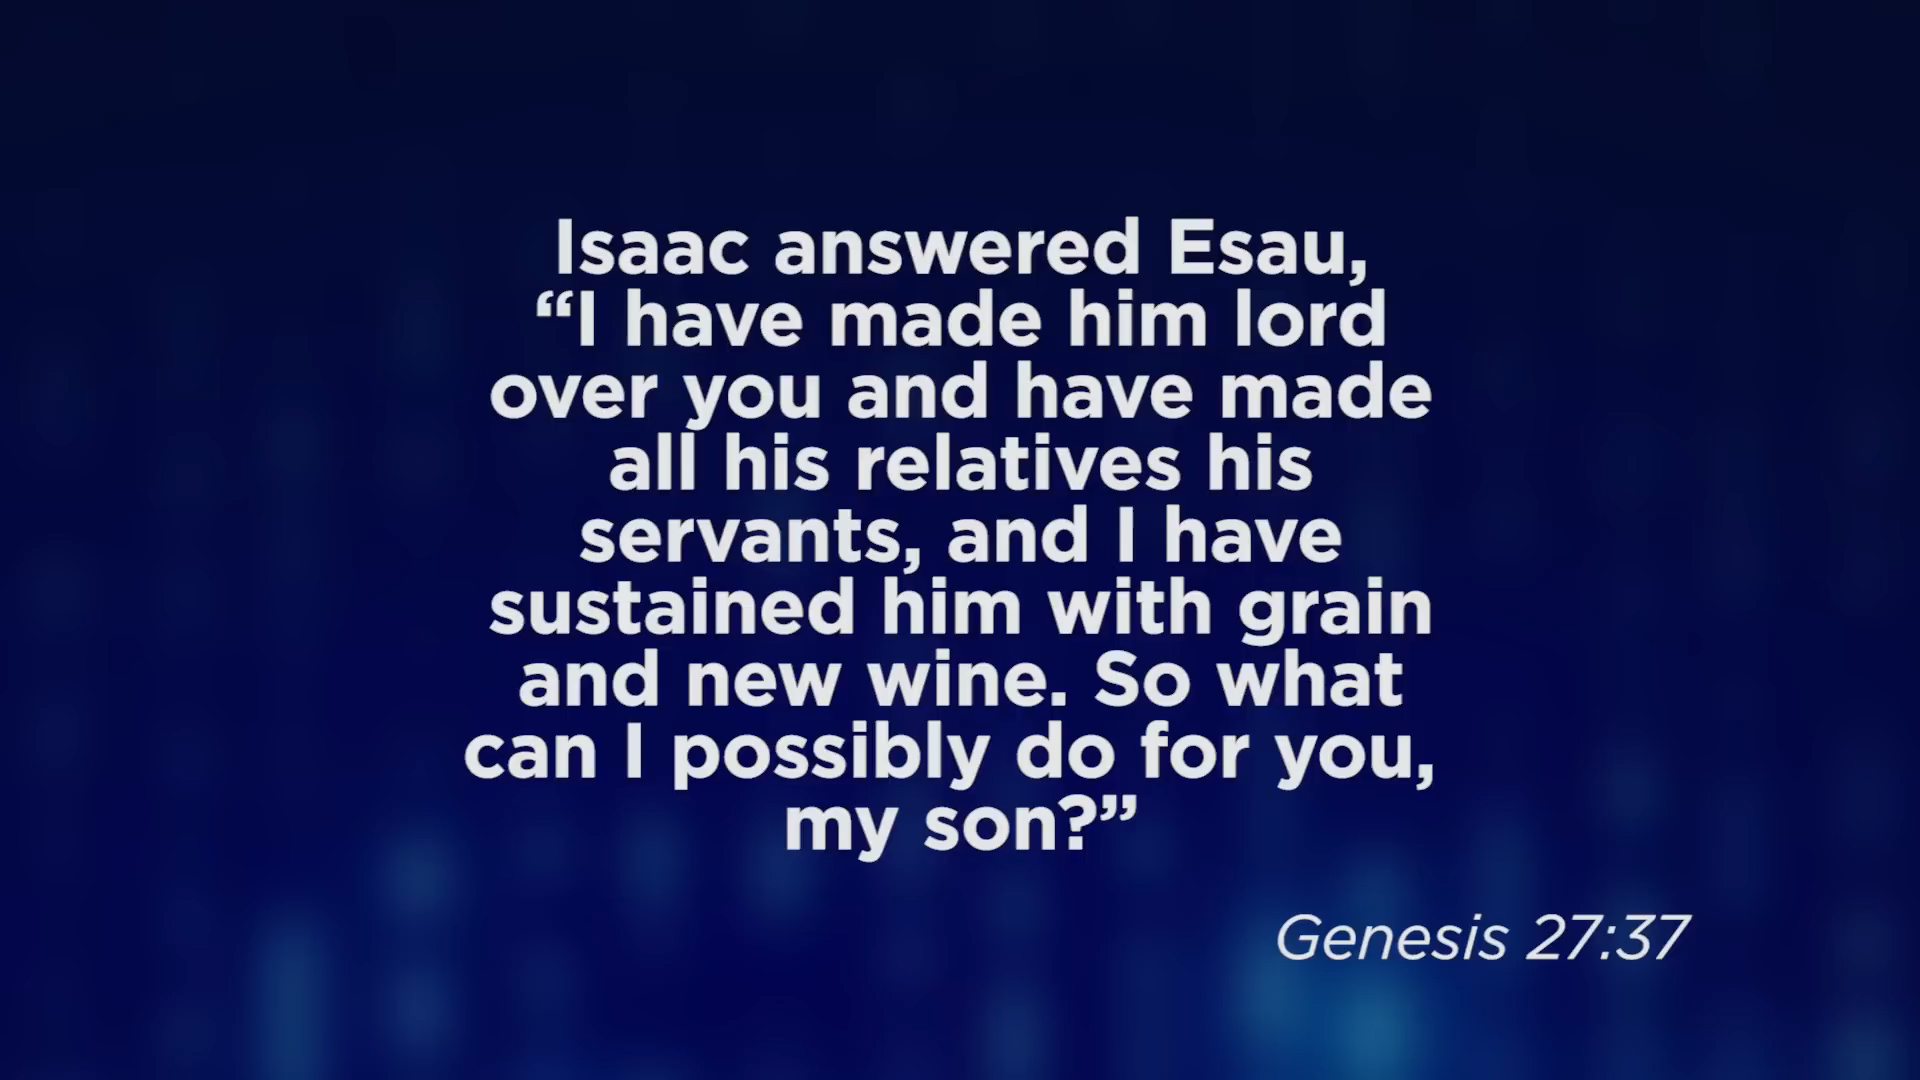 Isaac answered Esau,
“I have made him lord
over you and have made
all his relatives his
servants, and I have
sustained him with grain
and new wine. So what
can I possibly do for you,
my son?”
Genesis 27:37